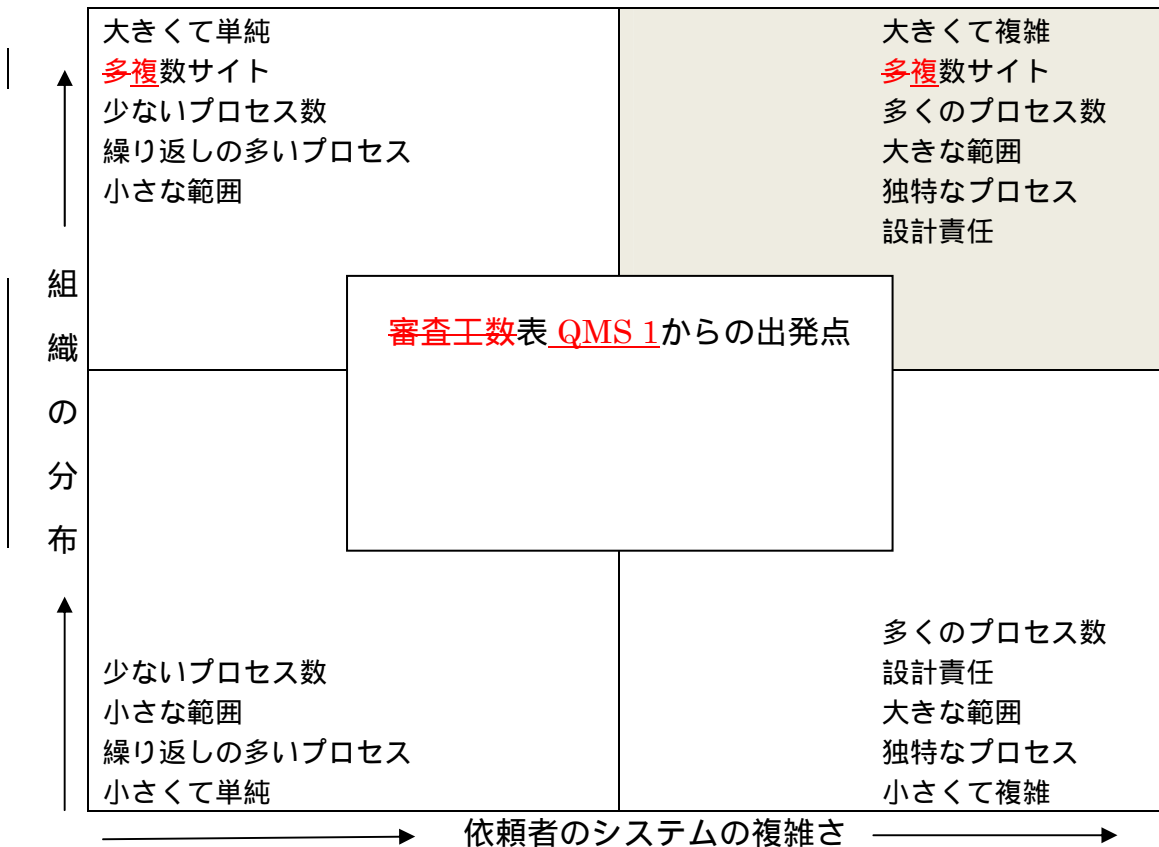 大きくて単純
多複数サイト
少ないプロセス数
繰り返しの多いプロセス
小さな範囲
大きくて複雑
多複数サイト
多くのプロセス数
大きな範囲
独特なプロセス
設計責任
組織の分布
審査工数表 QMS 1からの出発点
少ないプロセス数
小さな範囲
繰り返しの多いプロセス
小さくて単純
多くのプロセス数
設計責任
大きな範囲
独特なプロセス
小さくて複雑
依頼者のシステムの複雑さ